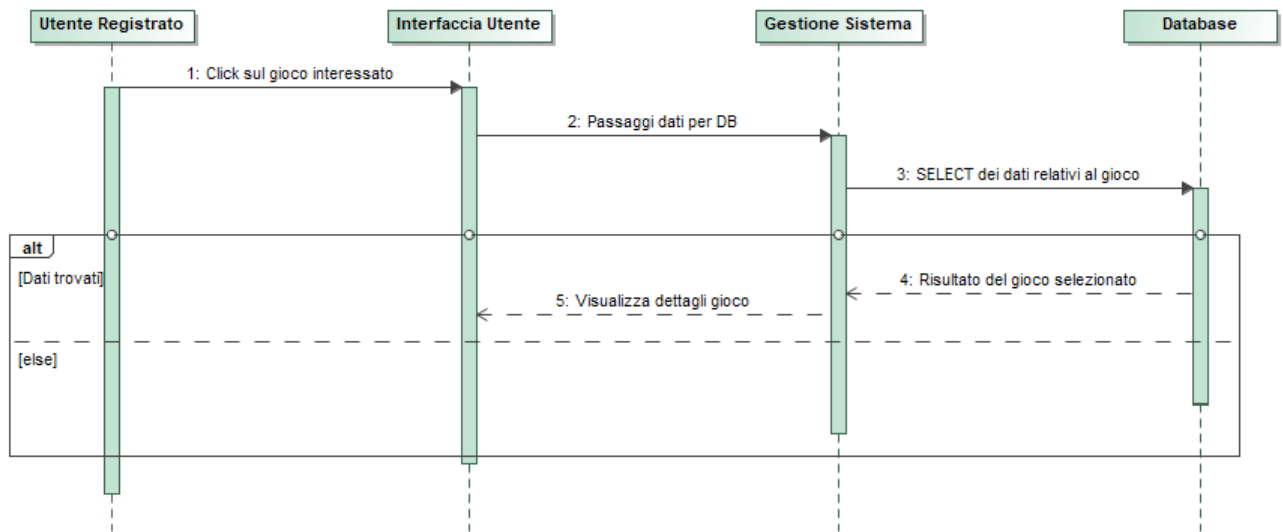 Utente Registrato
Interfaccia Utente
Gestione Sistema
Database
1: Click sul gioco interessato
2: Passaggi dati per DB
3: SELECT dei dati relativi al gioco
alt
[Dati trovati]
4: Risultato del gioco selezionato
5: Visualizza dettagli gioco
[else]